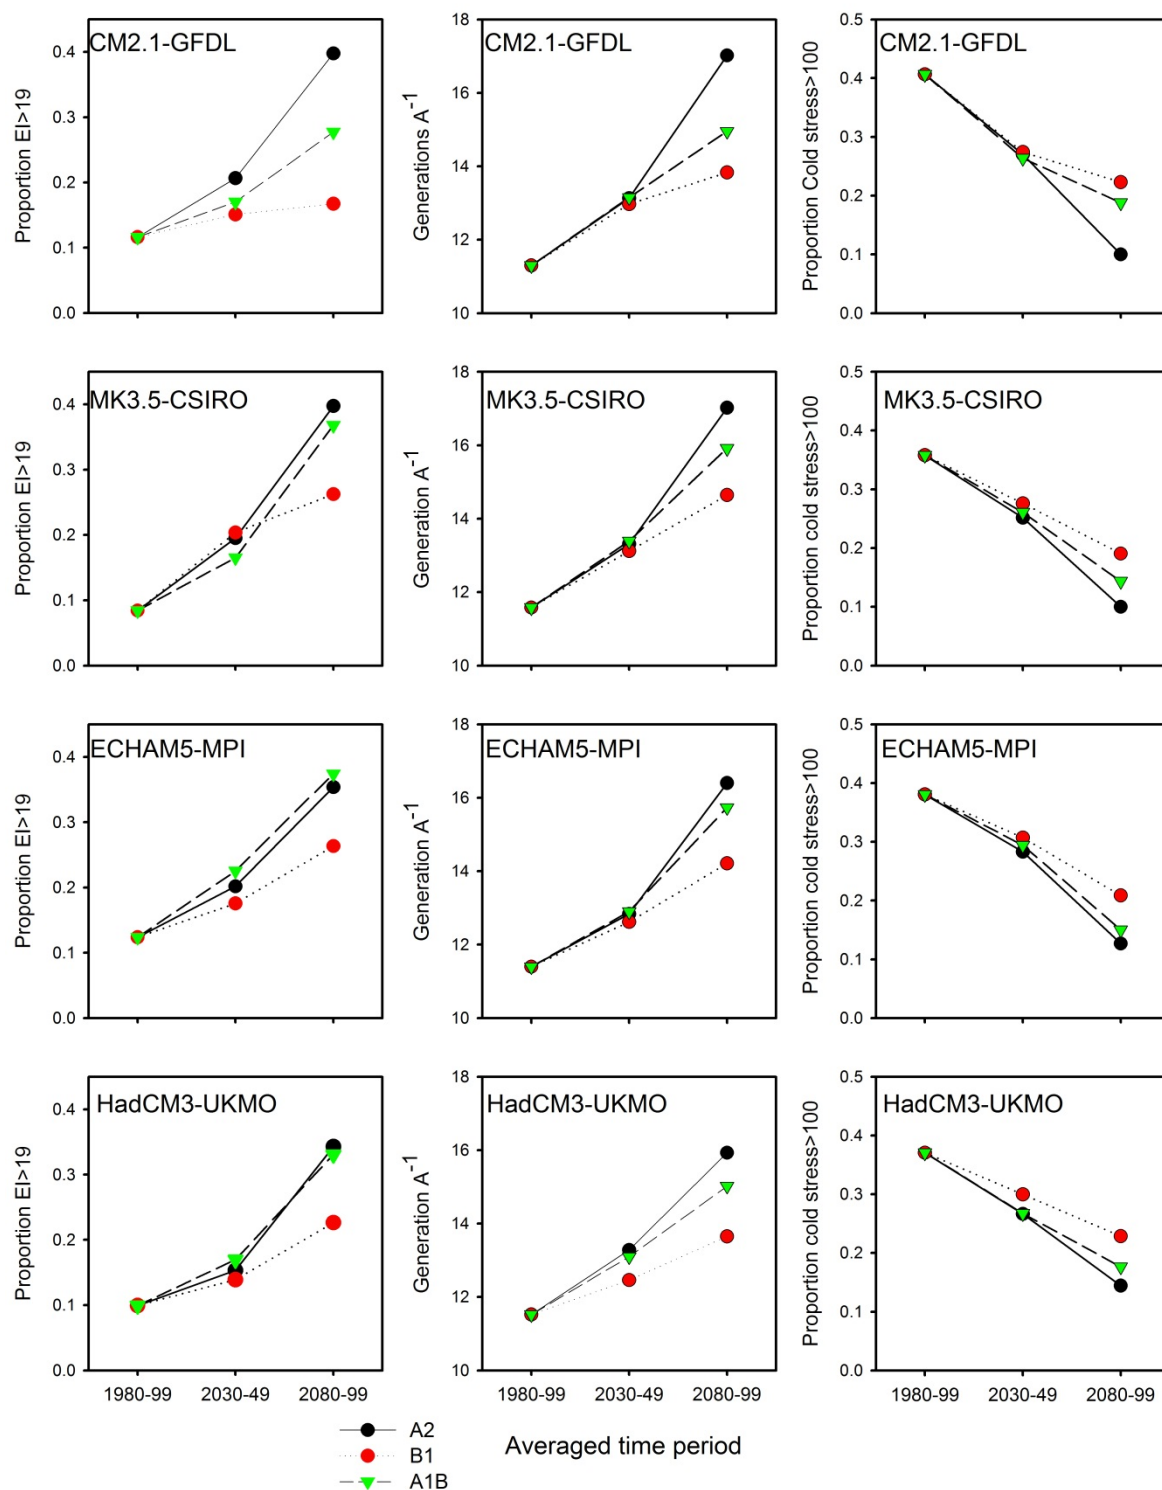 CM2.1-GFDL
Proportion EI>19
0.4
0.3
0.2
0.1
0.0
CM2.1-GFDL
Generations A⁻¹
18
16
14
12
10
CM2.1-GFDL
Proportion Cold stress>100
0.5
0.4
0.3
0.2
0.1
0.0
MK3.5-CSIRO
Proportion EI>19
0.4
0.3
0.2
0.1
0.0
MK3.5-CSIRO
Generation A⁻¹
18
16
14
12
10
MK3.5-CSIRO
Proportion cold stress>100
0.5
0.4
0.3
0.2
0.1
0.0
ECHAM5-MPI
Proportion EI>19
0.4
0.3
0.2
0.1
0.0
ECHAM5-MPI
Generation A⁻¹
18
16
14
12
10
ECHAM5-MPI
Proportion cold stress>100
0.5
0.4
0.3
0.2
0.1
0.0
HadCM3-UKMO
Proportion EI>19
0.4
0.3
0.2
0.1
0.0
1980-99 2030-49 2080-99
HadCM3-UKMO
Generation A⁻¹
18
16
14
12
10
1980-99 2030-49 2080-99
HadCM3-UKMO
Proportion cold stress>100
0.5
0.4
0.3
0.2
0.1
0.0
1980-99 2030-49 2080-99
A2
B1
A1B
Averaged time period